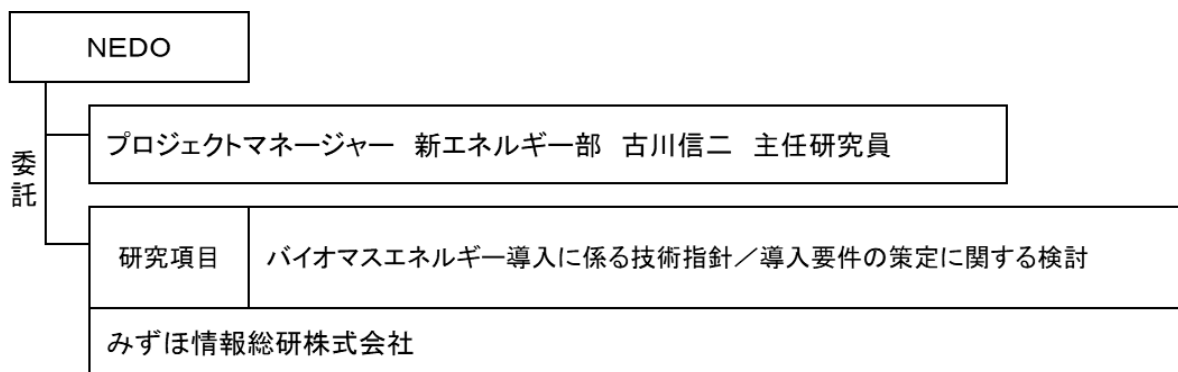 NEDO
委託
プロジェクトマネージャー 新エネルギー部 古川信二 主任研究員
研究項目
バイオマスエネルギー導入に係る技術指針／導入要件の策定に関する検討
みずほ情報総研株式会社